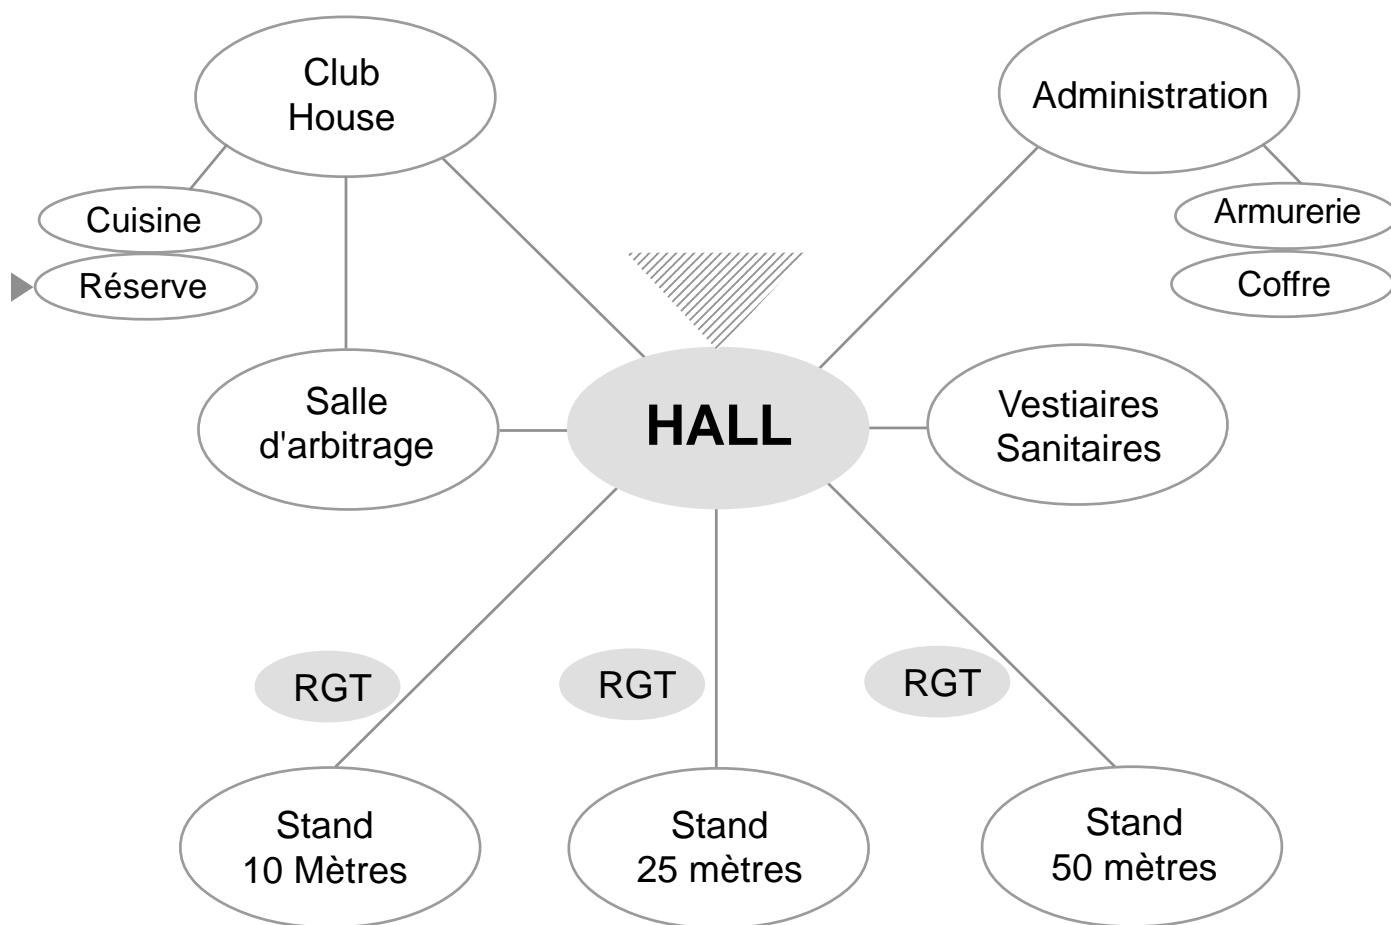 Club
House
Administration
Cuisine
Armurerie
Réserve
Coffre
Salle
d'arbitrage
HALL
Vestiaires
Sanitaires
RGT
RGT
RGT
Stand
10 Mètres
Stand
25 mètres
Stand
50 mètres